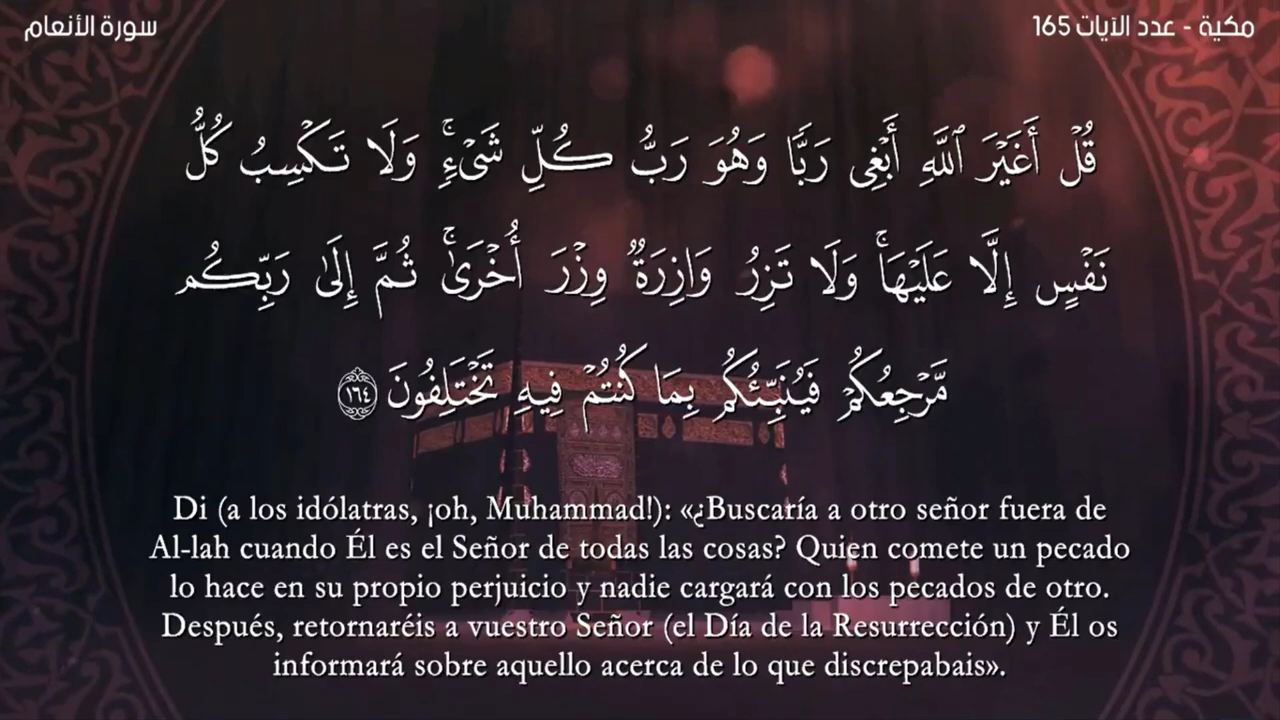 سورة الأنعام
مكية - عدد الآيات 165
قُلْ أَغَيْرَ ٱللَّهِ أَبْغِى رَبًّا وَهُوَ رَبُّ كُلِّ شَىْءٍۚ وَلَا تَكْسِبُ كُلُّ
نَفْسٍ إِلَّا عَلَيْهَاۚ وَلَا تَزِرُ وَازِرَةٌ وِزْرَ أُخْرَىٰۚ ثُمَّ إِلَىٰ رَبِّكُم
مَّرْجِعُكُمْ فَيُنَبِّئُكُم بِمَا كُنتُمْ فِيهِ تَخْتَلِفُونَ ١٦٤
Di (a los idólatras, ¡oh, Muhammad!): «¿Buscaría a otro señor fuera de
Al-lah cuando Él es el Señor de todas las cosas? Quien comete un pecado
lo hace en su propio perjuicio y nadie cargará con los pecados de otro.
Después, retornaréis a vuestro Señor (el Día de la Resurrección) y Él os
informará sobre aquello acerca de lo que discrepabais».